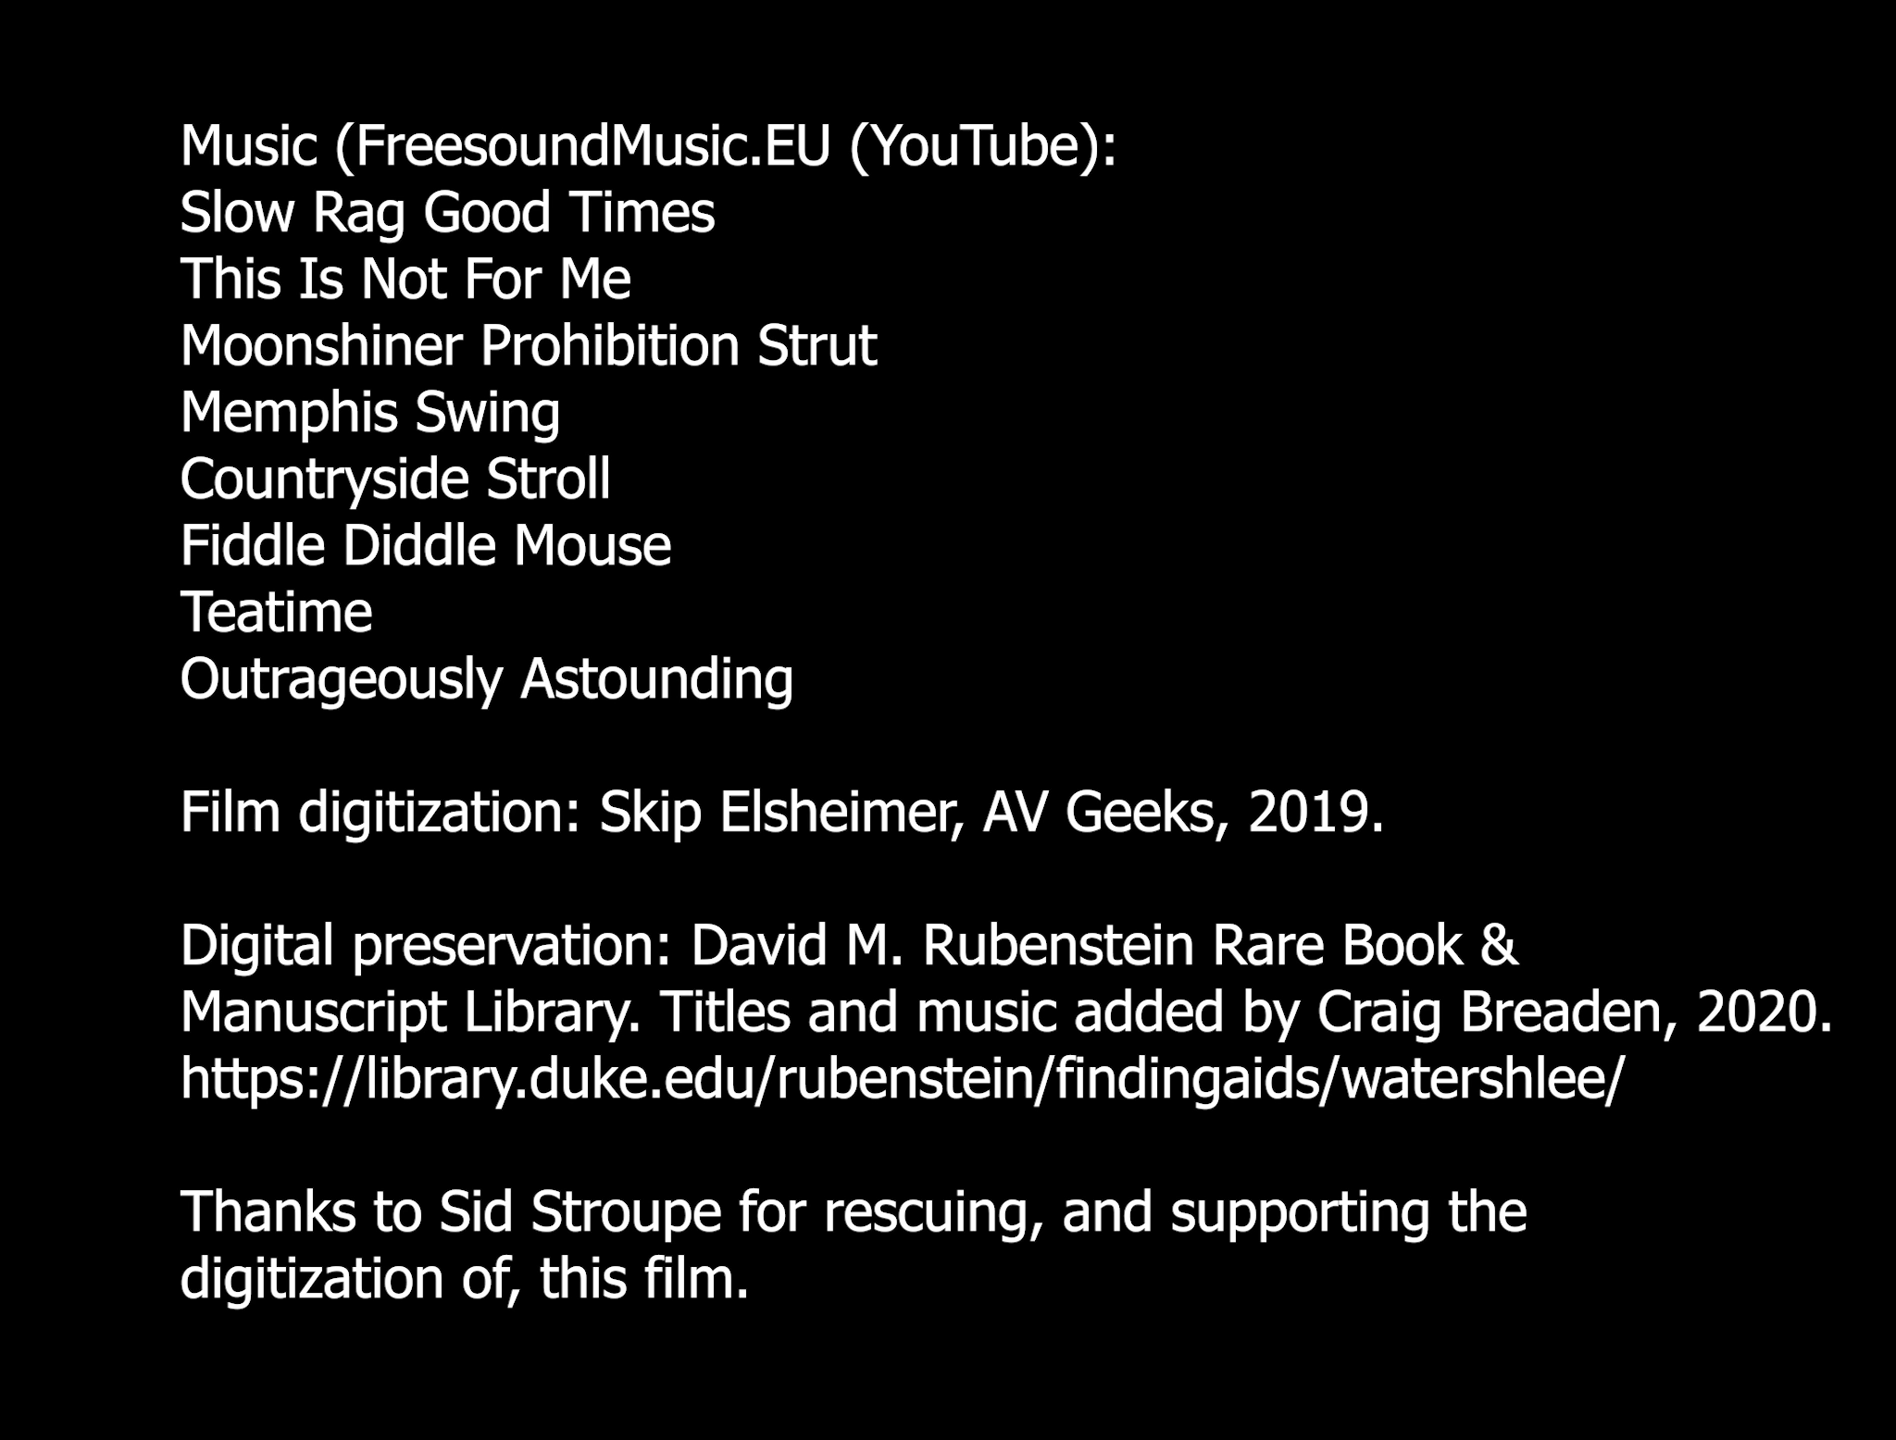 Music (FreesoundMusic.EU (YouTube):
Slow Rag Good Times
This Is Not For Me
Moonshiner Prohibition Strut
Memphis Swing
Countryside Stroll
Fiddle Diddle Mouse
Teatime
Outrageously Astounding
Film digitization: Skip Elsheimer, AV Geeks, 2019.
Digital preservation: David M. Rubenstein Rare Book &
Manuscript Library. Titles and music added by Craig Breaden, 2020.
https://library.duke.edu/rubenstein/findingaids/watershlee/
Thanks to Sid Stroupe for rescuing, and supporting the
digitization of, this film.